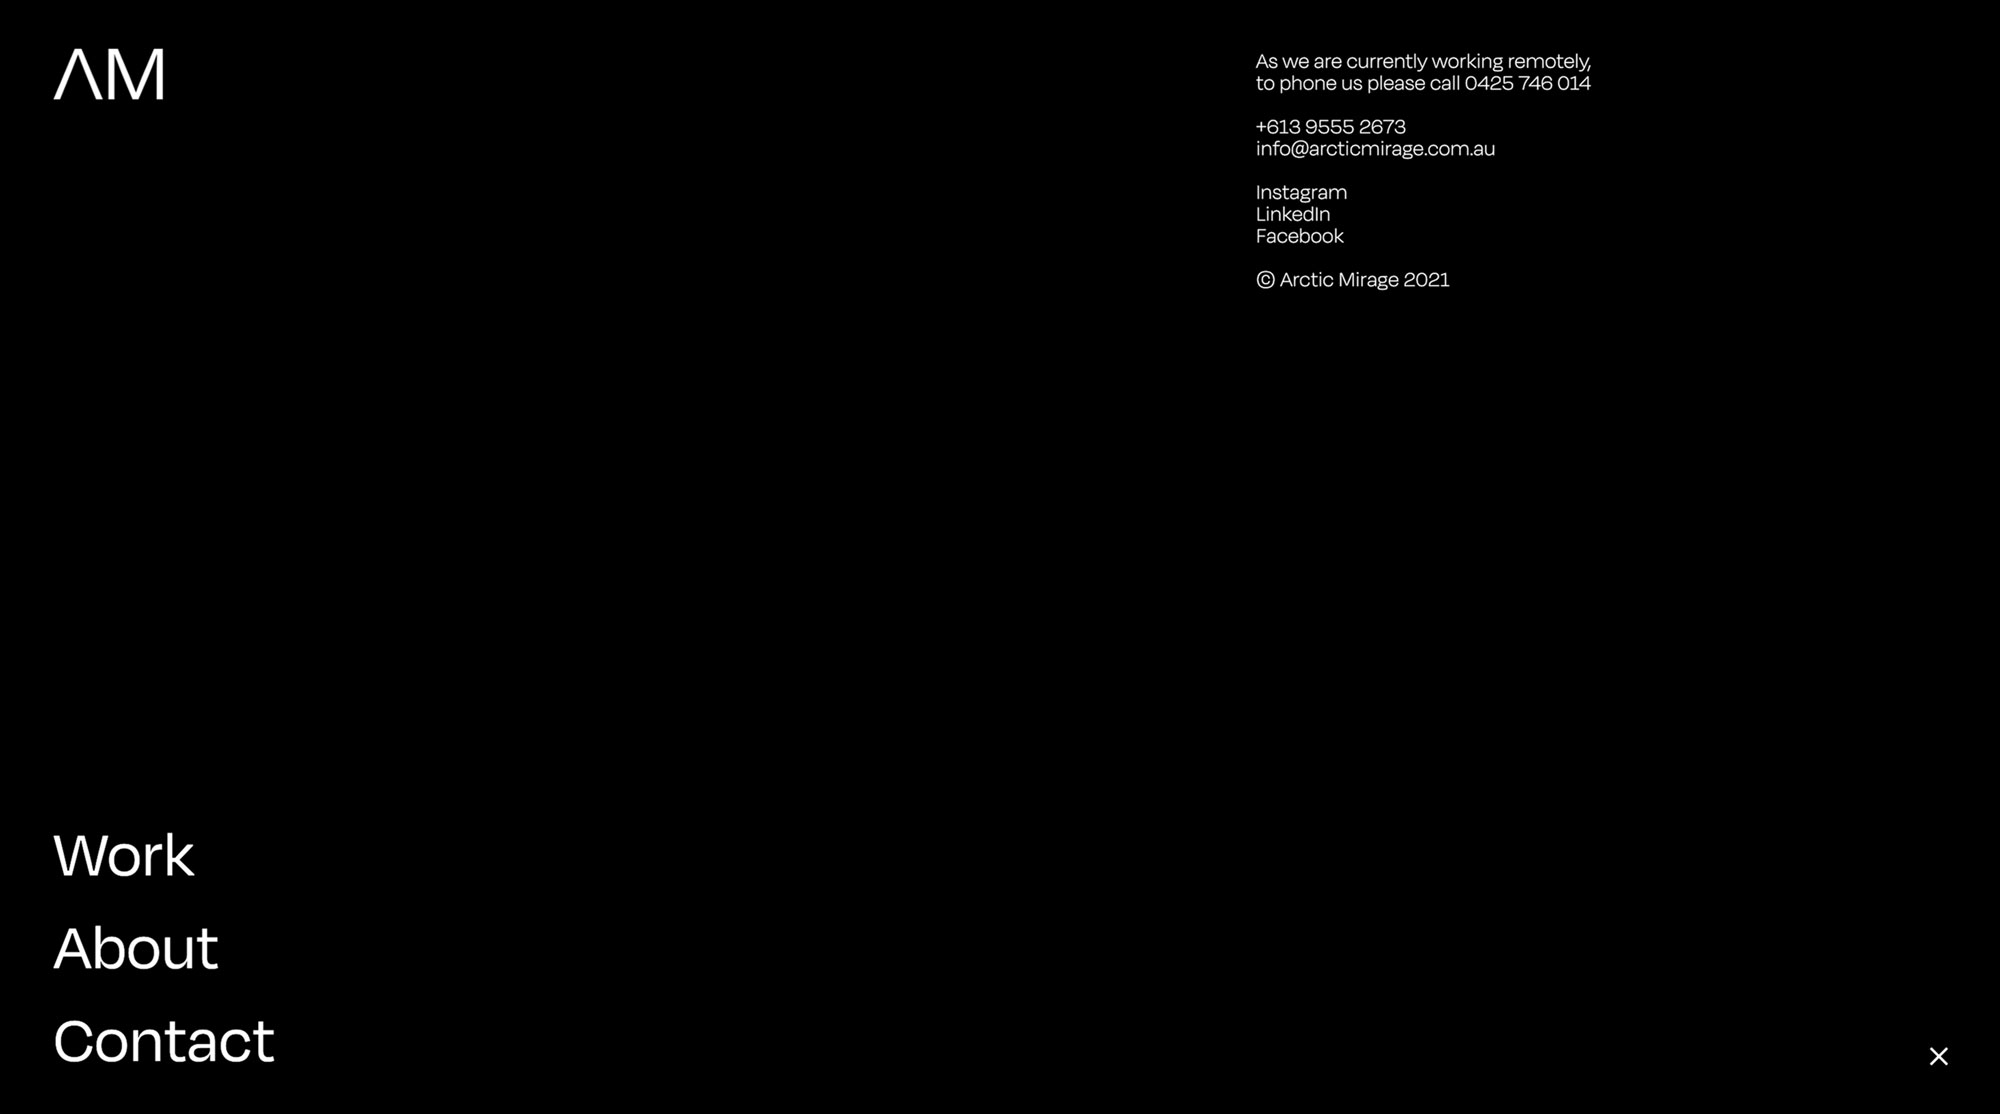 AM
As we are currently working remotely,
to phone us please call 0425 746 014
+613 9555 2673
info@arcticmirage.com.au
Instagram
LinkedIn
Facebook
© Arctic Mirage 2021
Work
About
Contact